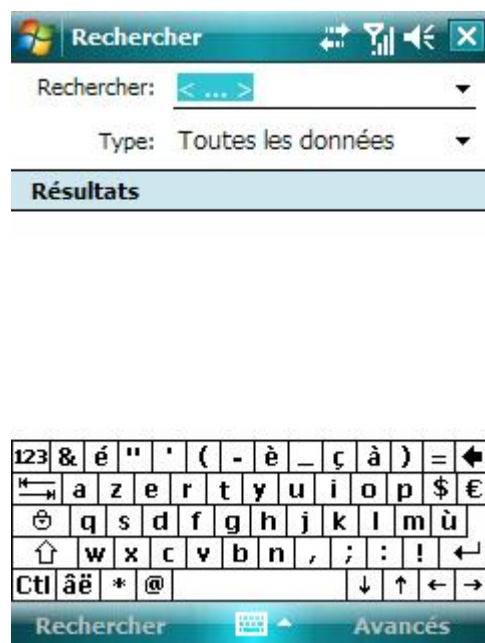 Rechercher
Rechercher: < ... >
Type: Toutes les données
Résultats
123 & é " ' ( - è _ ç à ) =
a z e r t y u i o p $ €
q s d f g h j k l m ù
w x c v b n , ; : !
Ctl âë * @ ↓ ↑ ← →
Rechercher Avancés